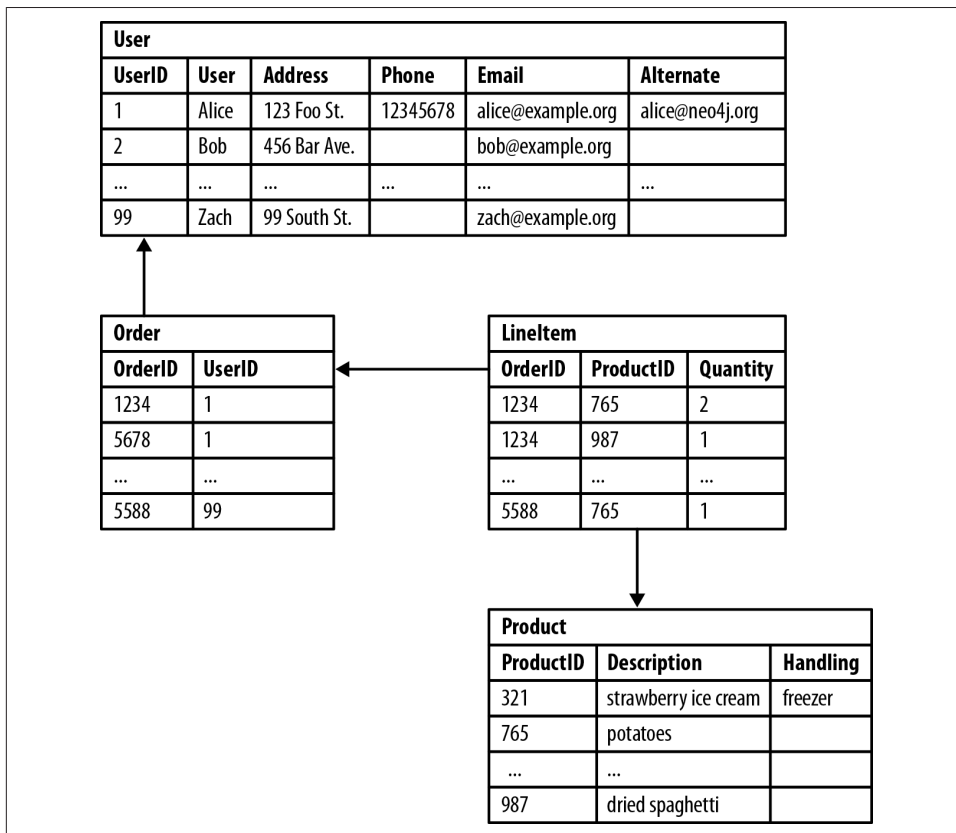 User
UserID User Address Phone Email Alternate
1 Alice 123 Foo St. 12345678 alice@example.org alice@neo4j.org
2 Bob 456 Bar Ave. bob@example.org
... ... ... ... ... ...
99 Zach 99 South St. zach@example.org
Order
OrderID UserID
1234 1
5678 1
... ...
5588 99
LineItem
OrderID ProductID Quantity
1234 765 2
1234 987 1
... ... ...
5588 765 1
Product
ProductID Description Handling
321 strawberry ice cream freezer
765 potatoes
... ...
987 dried spaghetti